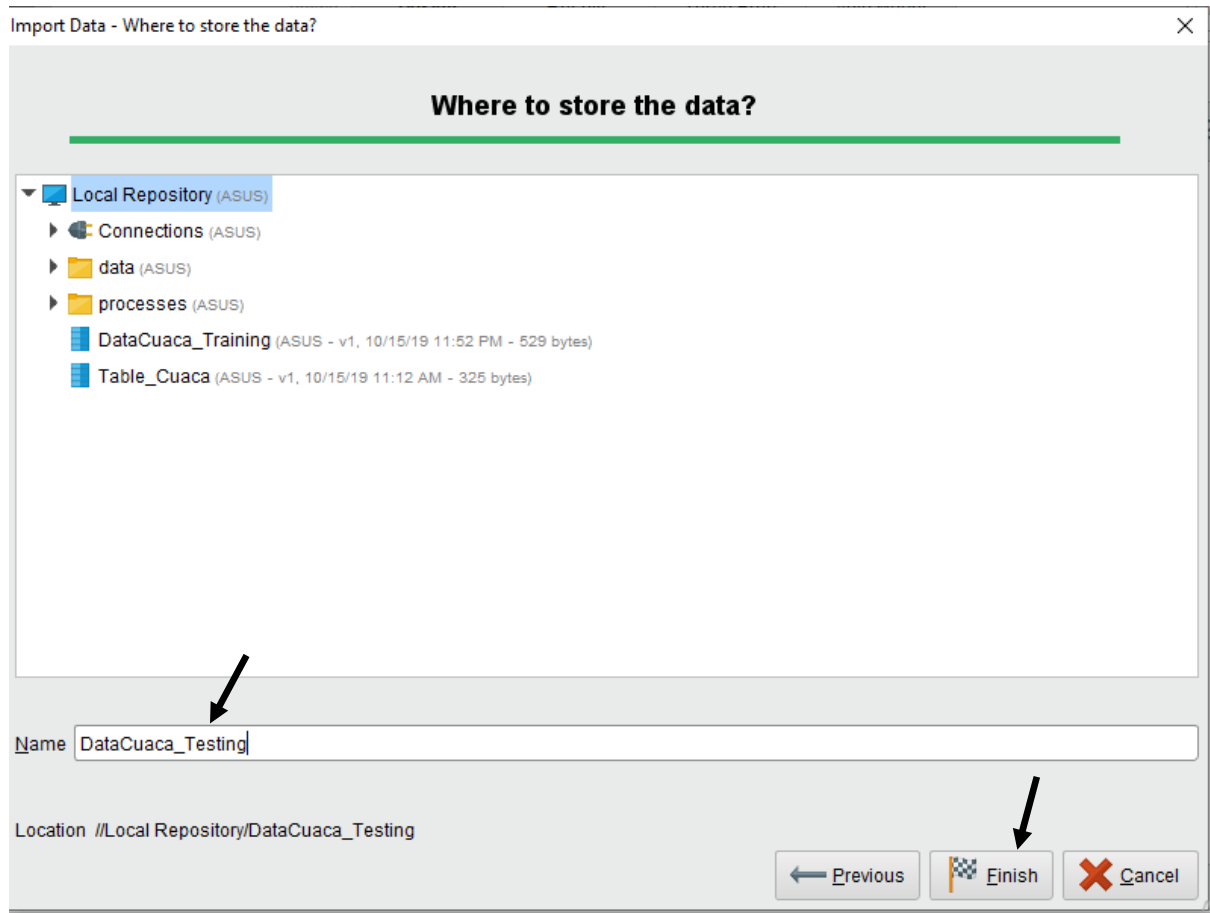 Import Data - Where to store the data?
Where to store the data?
Local Repository (ASUS)
Connections (ASUS)
data (ASUS)
processes (ASUS)
DataCuaca_Training (ASUS - v1, 10/15/19 11:52 PM - 529 bytes)
Table_Cuaca (ASUS - v1, 10/15/19 11:12 AM - 325 bytes)
Name DataCuaca_Testing
Location //Local Repository/DataCuaca_Testing
Previous Finish Cancel